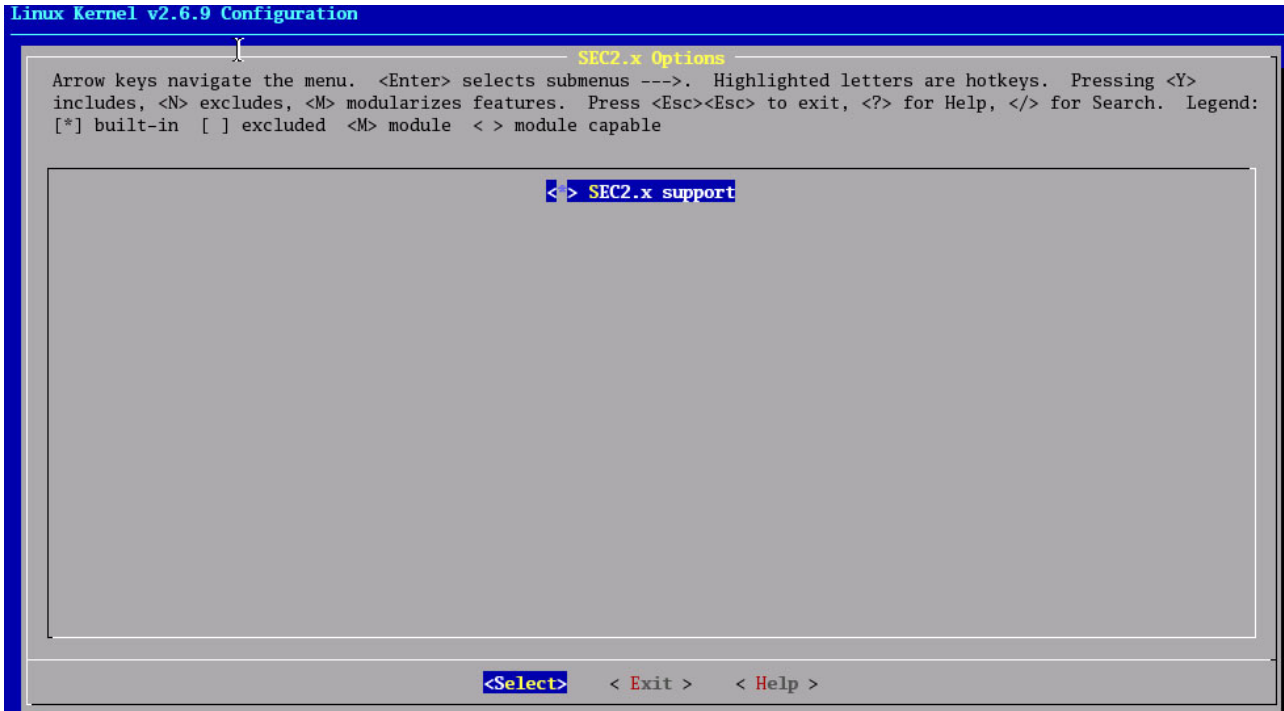 Linux Kernel v2.6.9 Configuration
SEC2.x Options
Arrow keys navigate the menu.  <Enter> selects submenus --->.  Highlighted letters are hotkeys.  Pressing <Y>
includes, <N> excludes, <M> modularizes features.  Press <Esc><Esc> to exit, <?> for Help, </> for Search.  Legend:
[*] built-in  [ ] excluded  <M> module  < > module capable
<*> SEC2.x support
<Select>    < Exit >    < Help >